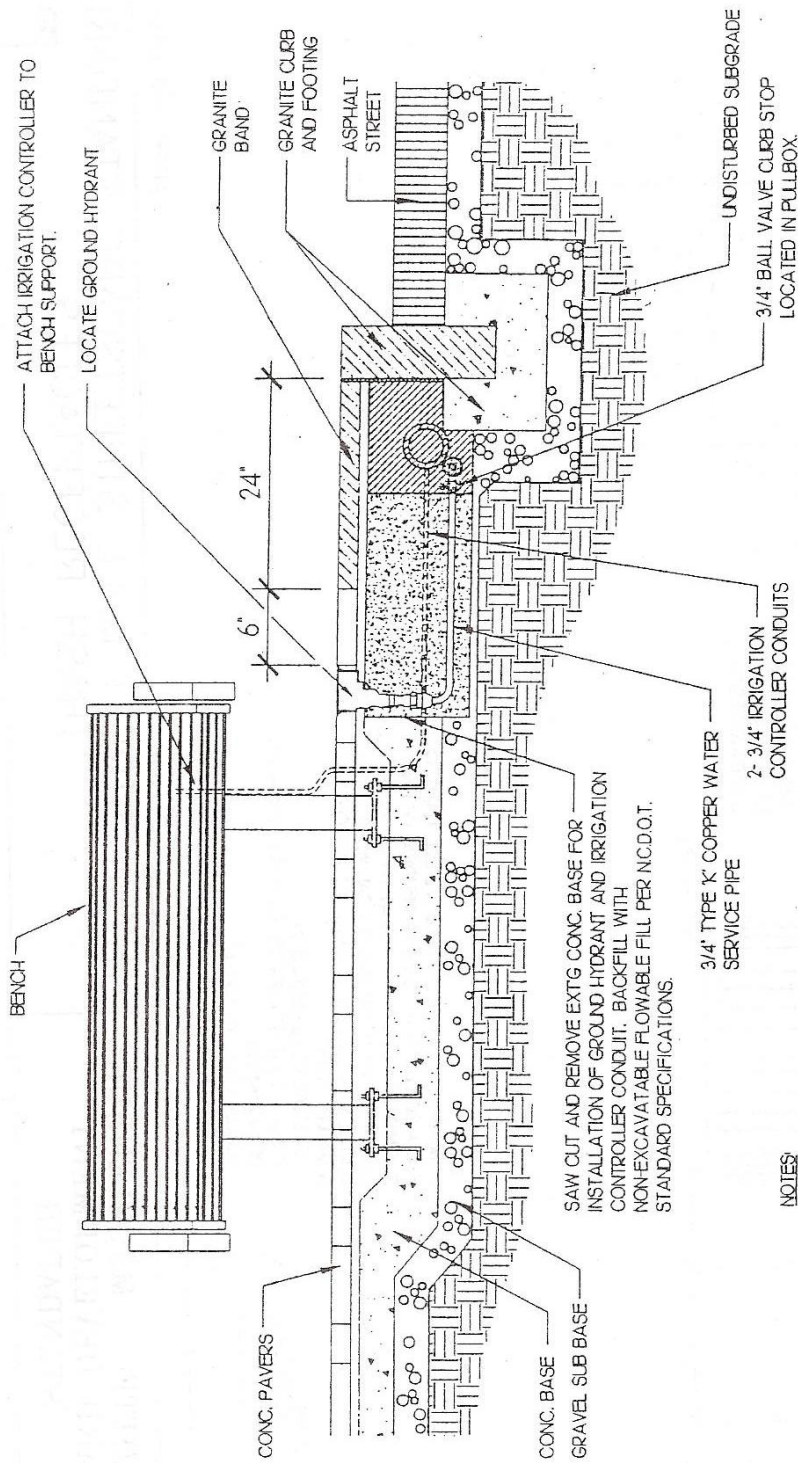 BENCH
ATTACH IRRIGATION CONTROLLER TO
BENCH SUPPORT.
LOCATE GROUND HYDRANT
GRANITE
BAND
GRANITE CURB
AND FOOTING
ASPHALT
STREET
6"
24"
CONC. PAVERS
CONC. BASE
GRAVEL SUB BASE
SAW CUT AND REMOVE EXTG CONC. BASE FOR
INSTALLATION OF GROUND HYDRANT AND IRRIGATION
CONTROLLER CONDUIT. BACKFILL WITH
NON-EXCAVATABLE FLOWABLE FILL PER N.C.D.O.T.
STANDARD SPECIFICATIONS.
3/4" TYPE 'K' COPPER WATER
SERVICE PIPE
2- 3/4" IRRIGATION
CONTROLLER CONDUITS
UNDISTURBED SUBGRADE
3/4" BALL VALVE CURB STOP
LOCATED IN PULLBOX.
NOTES: